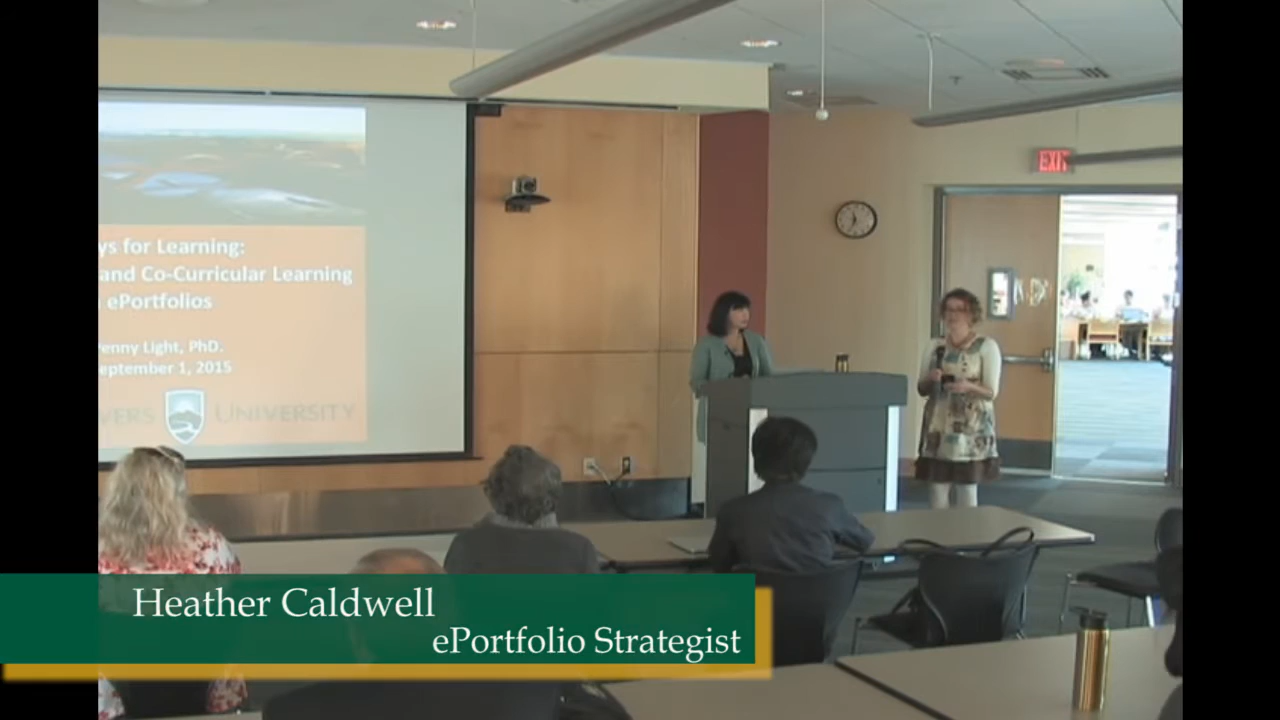 ys for Learning:
and Co-Curricular Learning
ePortfolios
enny Light, PhD.
eptember 1, 2015
VERS UNIVERSITY
EXIT
Heather Caldwell
ePortfolio Strategist